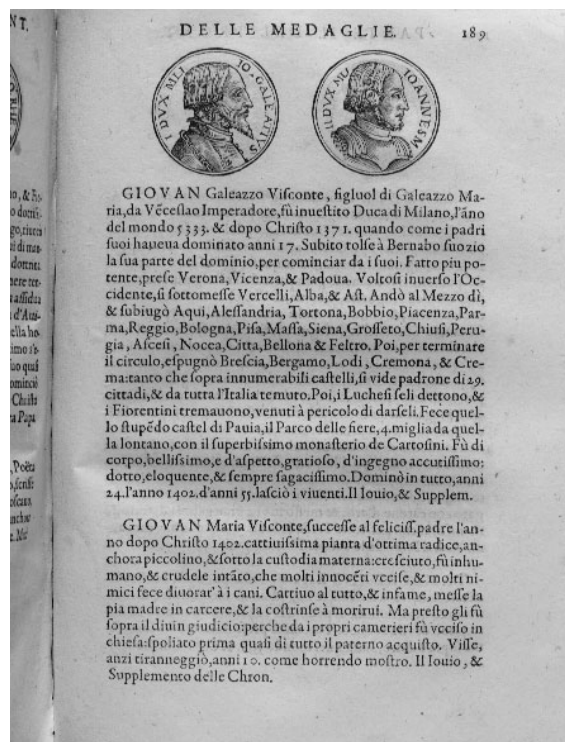 NT.
DELLE MEDAGLIE. 189
I DVX MLI IO. GALEATIVS
II DVX MV IOANNES M
GIOVAN Galeazzo Visconte, figluol di Galeazzo Ma-
ria, da Vẽceslao Imperadore, fù inuestito Duca di Milano, l'ãno
del mondo 5333. & dopo Christo 1371. quando come i padri
suoi haueua dominato anni 17. Subito tolse à Bernabo suo zio
la sua parte del dominio, per cominciar da i suoi. Fatto piu po-
tente, prese Verona, Vicenza, & Padoua. Voltosi inuerso l'Oc-
cidente, si sottomesse Vercelli, Alba, & Ast. Andò al Mezzo dì,
& subiugò Aqui, Alessandria, Tortona, Bobbio, Piacenza, Par-
ma, Reggio, Bologna, Pisa, Massa, Siena, Grosseto, Chiusi, Peru-
gia, Ascesi, Nocea, Citta, Bellona & Feltro. Poi, per terminare
il circulo, espugnò Brescia, Bergamo, Lodi, Cremona, & Cre-
ma: tanto che sopra innumerabili castelli, si vide padrone di 29.
cittadi, & da tutta l'Italia temuto. Poi, i Luchesi seli dettono, &
i Fiorentini tremauono, venuti à pericolo di darseli. Fece quel-
lo stupẽdo castel di Pauia, il Parco delle fiere, 4. miglia da quel-
la lontano, con il superbissimo monasterio de Cartosini. Fù di
corpo, bellissimo, e d'aspetto, gratioso, d'ingegno accutissimo:
dotto, eloquente, & sempre sagacissimo. Dominò in tutto, anni
24. l'anno 1402. d'anni 55. lasciò i viuenti. Il Iouio, & Supplem.
GIOVAN Maria Visconte, successe al feliciss. padre l'an-
no dopo Christo 1402. cattiuissima pianta d'ottima radice, an-
chora piccolino, & sotto la custodia materna: cresciuto, fù inhu-
mano, & crudele intãto, che molti innocẽti vccise, & molti ni-
mici fece diuorar' à i cani. Cattiuo al tutto, & infame, messe la
pia madre in carcere, & la costrinse à morirui. Ma presto gli fù
sopra il diuin giudicio: perche da i propri camerieri fù vcciso in
chiesa: spoliato prima quasi di tutto il paterno acquisto. Visse,
anzi tiranneggiò, anni 10. come horrendo mostro. Il Iouio, &
Supplemento delle Chron.